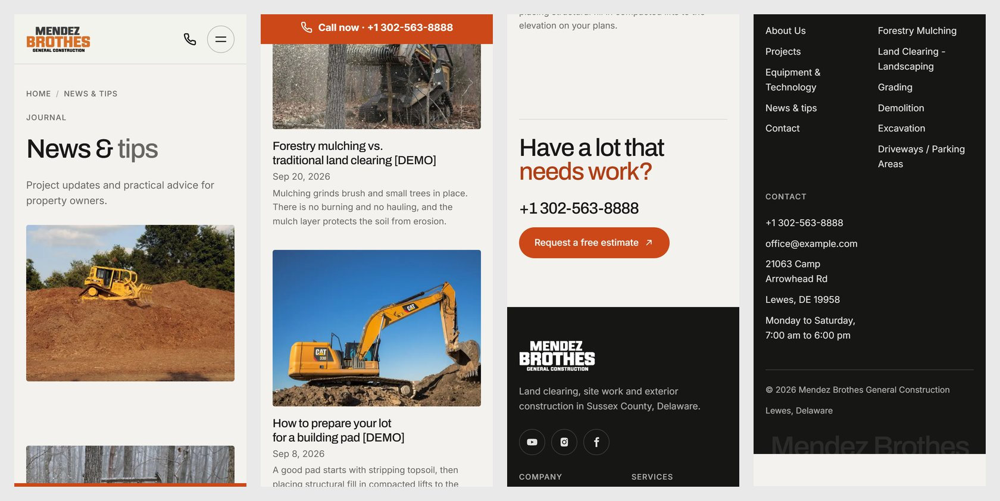 MENDEZ
BROTHES
GENERAL CONSTRUCTION
HOME / NEWS & TIPS
JOURNAL
News & tips
Project updates and practical advice for
property owners.
Call now · +1 302-563-8888
Forestry mulching vs.
traditional land clearing [DEMO]
Sep 20, 2026
Mulching grinds brush and small trees in place.
There is no burning and no hauling, and the
mulch layer protects the soil from erosion.
CAT
CAT
330
How to prepare your lot
for a building pad [DEMO]
Sep 8, 2026
A good pad starts with stripping topsoil, then
placing structural fill in compacted lifts to the
placing structural fill in compacted lifts to the
elevation on your plans.
Have a lot that
needs work?
+1 302-563-8888
Request a free estimate
MENDEZ
BROTHES
GENERAL CONSTRUCTION
Land clearing, site work and exterior
construction in Sussex County, Delaware.
COMPANY
SERVICES
About Us
Projects
Equipment &
Technology
News & tips
Contact
Forestry Mulching
Land Clearing -
Landscaping
Grading
Demolition
Excavation
Driveways / Parking
Areas
CONTACT
+1 302-563-8888
office@example.com
21063 Camp
Arrowhead Rd
Lewes, DE 19958
Monday to Saturday,
7:00 am to 6:00 pm
© 2026 Mendez Brothes General Construction
Lewes, Delaware
Mendez Brothes